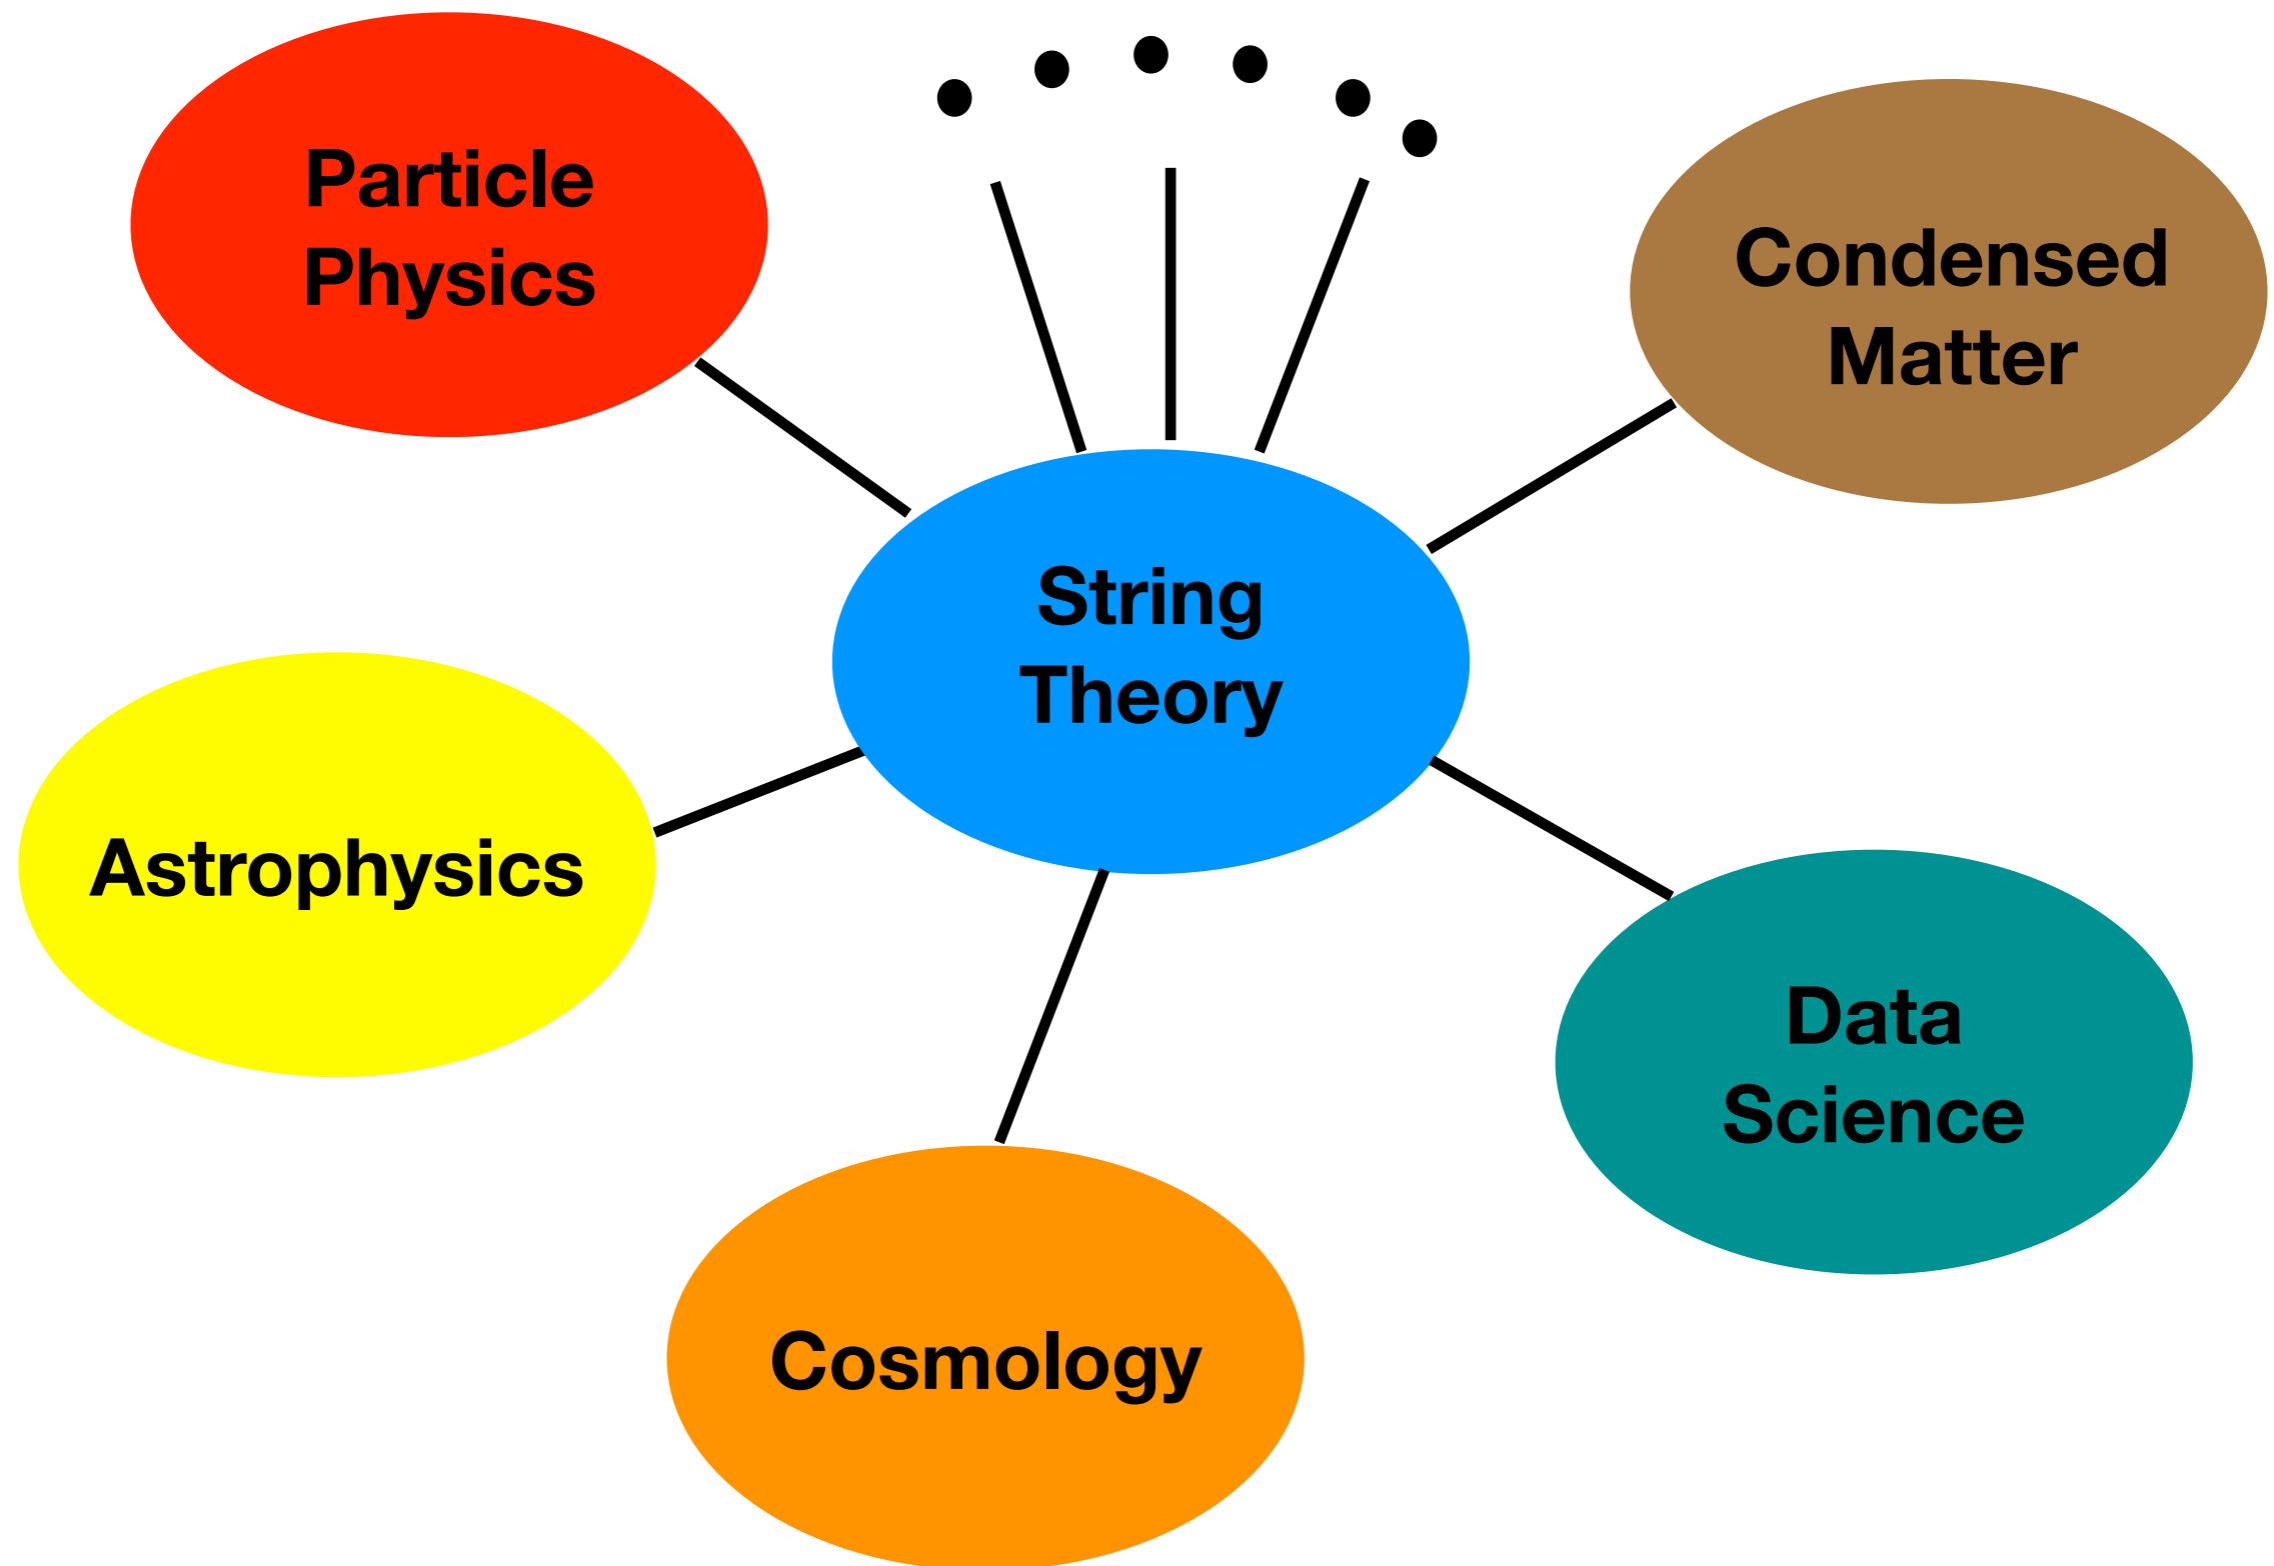 Particle
Physics
Condensed
Matter
String
Theory
Astrophysics
Data
Science
Cosmology